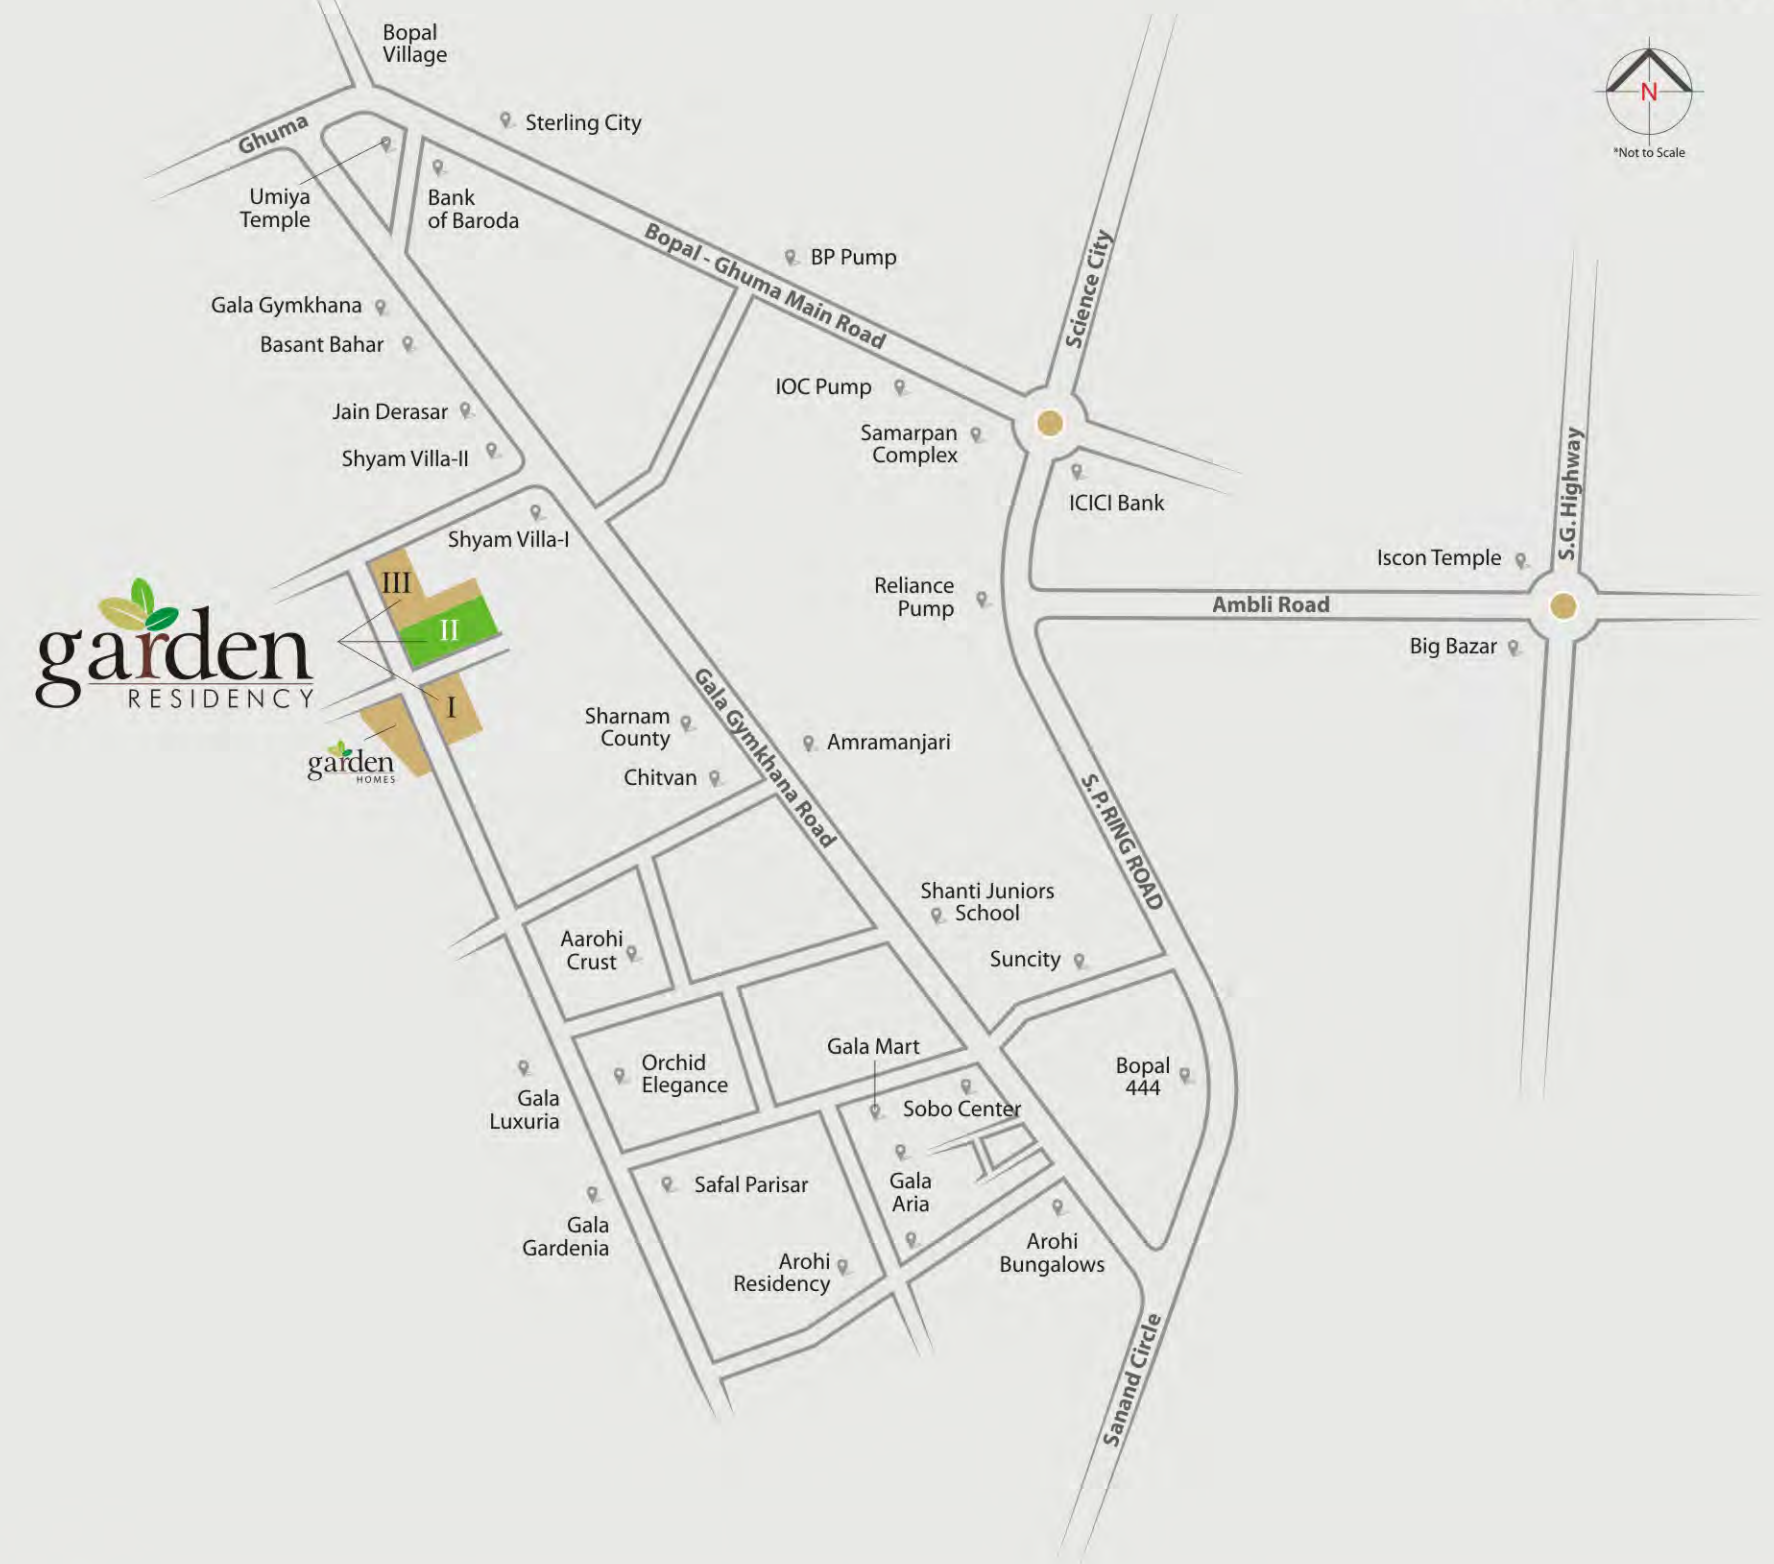 Bopal
Village
N
*Not to Scale
Ghuma
Sterling City
Umiya
Temple
Bank
of Baroda
Bopal - Ghuma Main Road
BP Pump
Science City
Gala Gymkhana
Basant Bahar
IOC Pump
Jain Derasar
Samarpan
Complex
Shyam Villa-II
ICICI Bank
S.G. Highway
Shyam Villa-I
Iscon Temple
III
Reliance
Pump
Ambli Road
II
garden
RESIDENCY
Big Bazar
I
Gala Gymkhana Road
Sharnam
County
Amramanjari
garden
HOMES
Chitvan
S. P. RING ROAD
Shanti Juniors
School
Aarohi
Crust
Suncity
Gala Mart
Orchid
Elegance
Bopal
444
Gala
Luxuria
Sobo Center
Safal Parisar
Gala
Aria
Gala
Gardenia
Arohi
Residency
Arohi
Bungalows
Sanand Circle